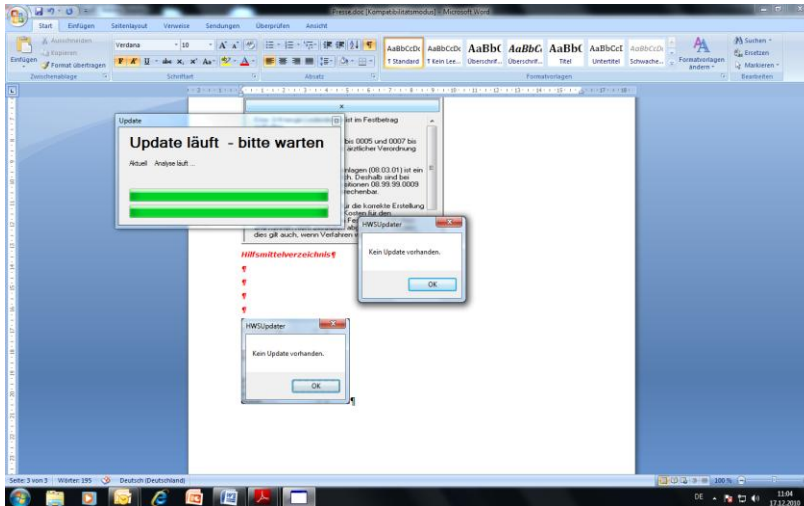 Presse.doc [Kompatibilitätsmodus] - Microsoft Word
Start Einfügen Seitenlayout Verweise Sendungen Überprüfen Ansicht
Einfügen
Ausschneiden
Kopieren
Format übertragen
Zwischenablage
Verdana 10
Schriftart
Absatz
AaBbCcDc AaBbCcDc AaBbC AaBbC AaBbC AaBbCcI AaBbCcDc
¶ Standard ¶ Kein Lee... Überschrif... Überschrif... Titel Untertitel Schwache...
Formatvorlagen ändern
Formatvorlagen
Suchen
Ersetzen
Markieren
Bearbeiten
Update
Update läuft - bitte warten
Aktuell Analyse läuft ...
ist im Festbetrag
bis 0005 und 0007 bis
ärztlicher Verordnung
nlagen (08.03.01) ist ein
ch. Deshalb sind bei
sitionen 08.99.99.0009
rechenbar.
ür die korrekte Erstellung
Kosten für den
dies gilt auch, wenn Verfahren
HWSUpdater
Kein Update vorhanden.
OK
Hilfsmittelverzeichnis¶
¶
¶
¶
¶
HWSUpdater
Kein Update vorhanden.
OK
¶
Seite: 3 von 3 Wörter: 195 Deutsch (Deutschland) 100 %
DE 11:04
17.12.2010